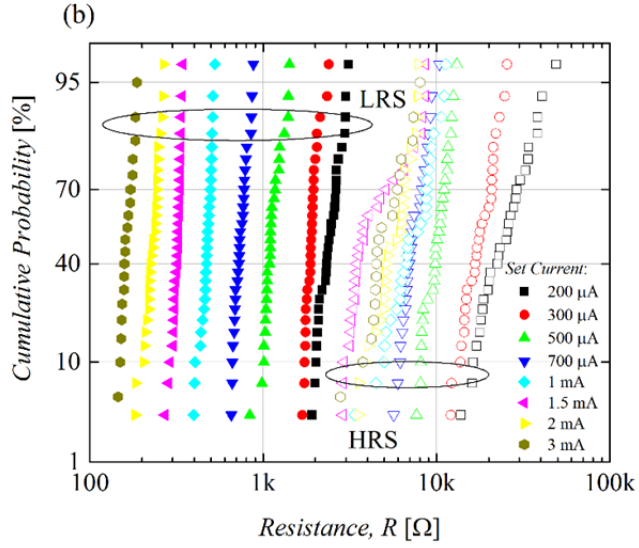 (b)
95
70
40
10
1
Cumulative Probability [%]
LRS
HRS
Set Current:
200 μA
300 μA
500 μA
700 μA
1 mA
1.5 mA
2 mA
3 mA
100
1k
10k
100k
Resistance, R [Ω]